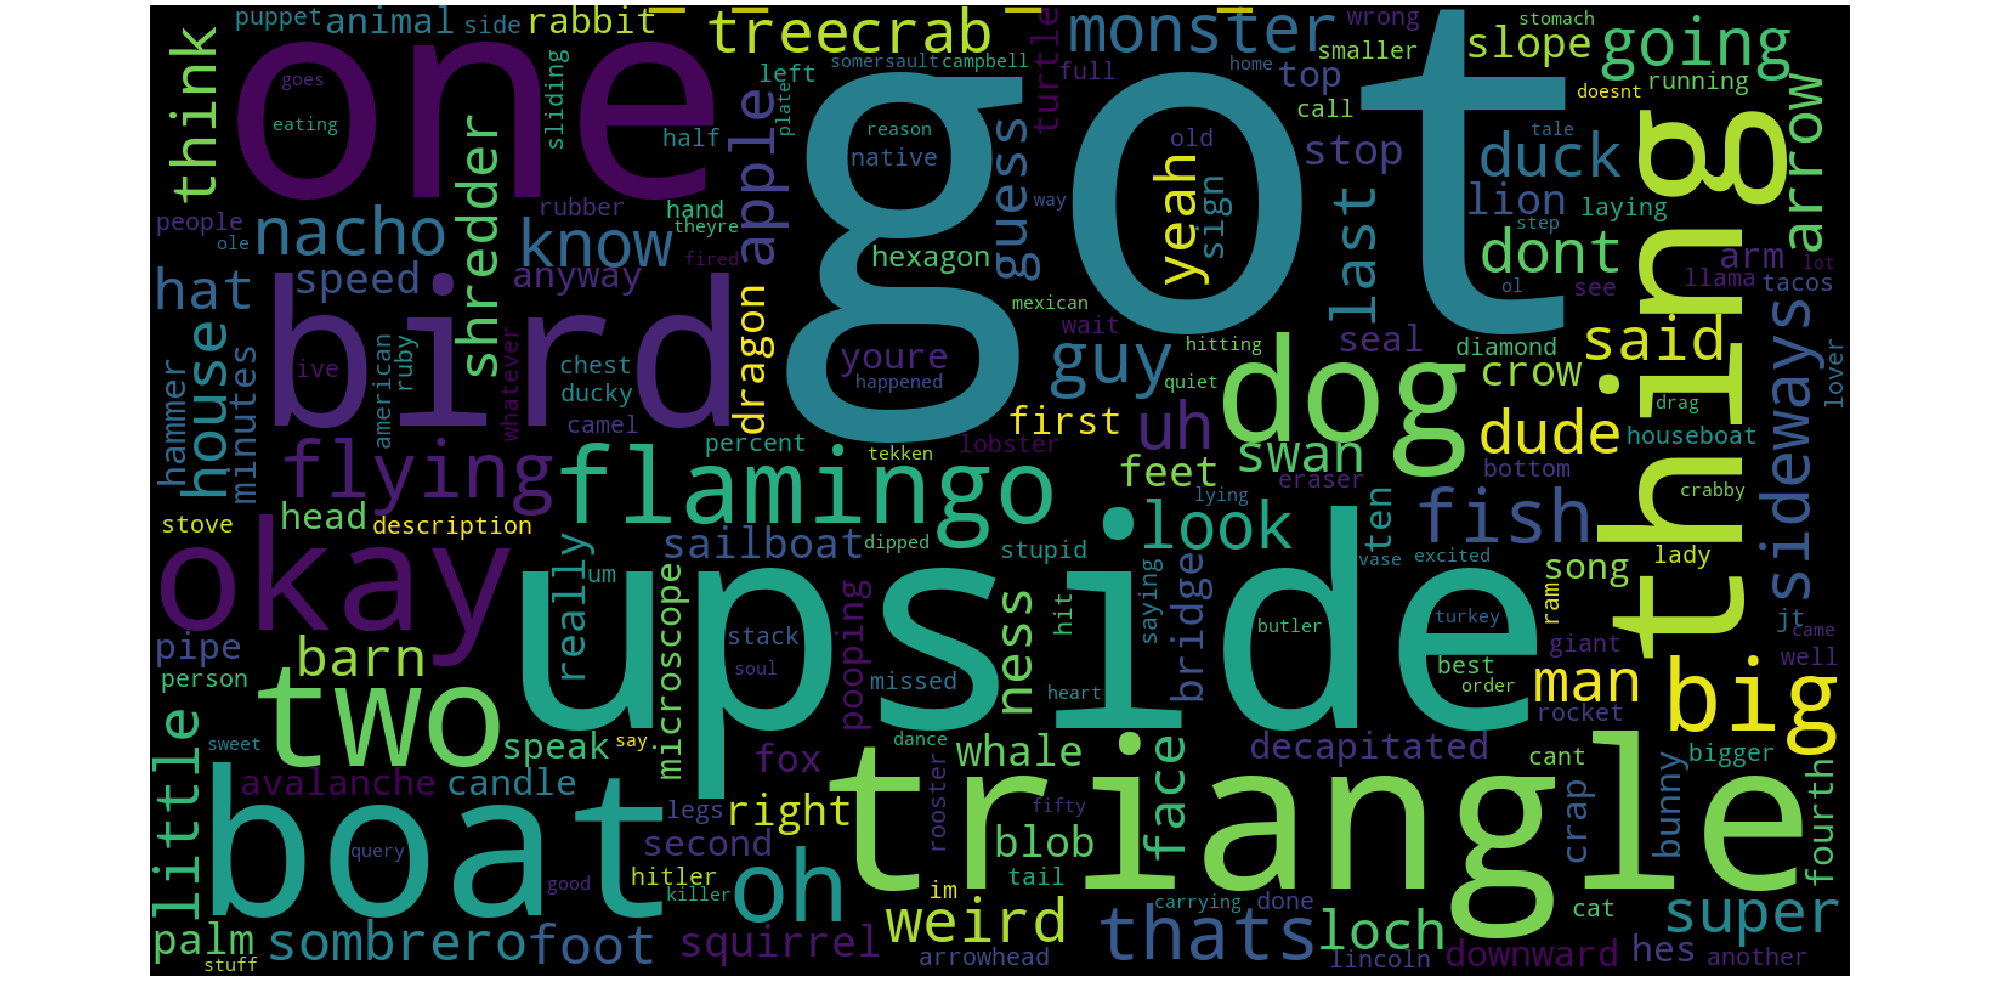 puppet
animal
side
rabbit
treecrab
monster
wrong
stomach
smaller
slope
going
think
one
goes
eating
sliding
left
somersault
campbell
full
turtle
home
top
running
call
doesnt
got
plate
half
apple
reason
native
guess
old
stop
duck
tale
arrow
shredder
people
ole
nacho
rubber
know
hand
theyre
way
yeah
sign
last
lion
laying
step
dont
thing
hat
speed
anyway
fired
hexagon
mexican
ol
see
arm
lot
llama
tacos
bird
dragon
youre
happened
wait
guy
hitting
quiet
seal
diamond
said
sideways
lover
house
minutes
hammer
ive
american
ruby
whatever
chest
ducky
camel
first
uh
dog
crow
drag
dude
houseboat
flying
flamingo
percent
lobster
tekken
feet
swan
eraser
bottom
crabby
stove
head
description
okay
really
um
sailboat
dipped
stupid
look
lying
ten
fish
vase
excited
song
lady
microscope
pooping
ness
hit
saying
bridge
butler
turkey
ram
jt
came
pipe
barn
stack
soul
upside
missed
heart
best
order
giant
well
person
two
man
big
rocket
little
sweet
speak
say
fox
dance
whale
face
decapitated
cant
bigger
avalanche
candle
legs
right
rooster
fifty
triangle
crap
bunny
fourth
boat
query
second
blob
good
hitler
killer
oh
im
tail
carrying
done
cat
weird
thats
loch
super
palm
sombrero
foot
squirrel
arrowhead
lincoln
downward
hes
another
stuff